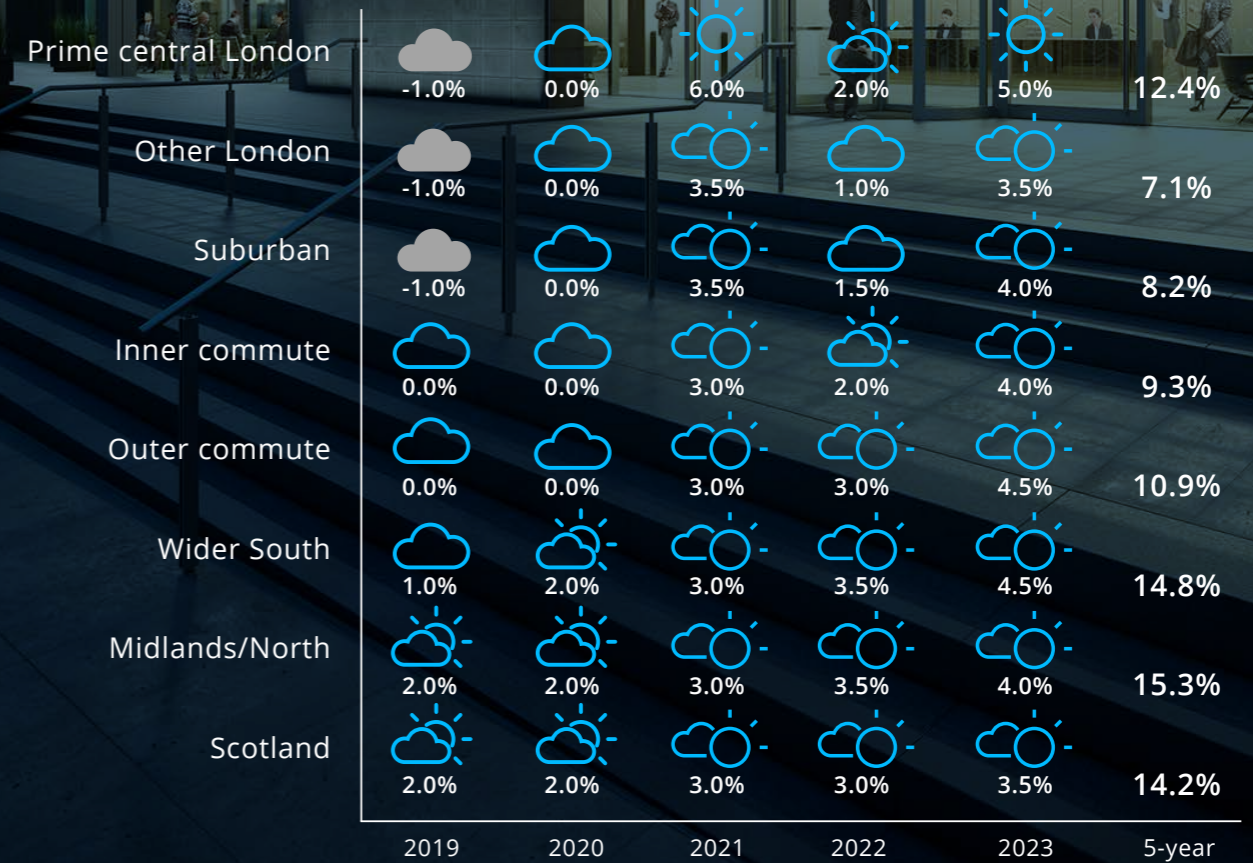 Prime central London -1.0% 0.0% 6.0% 2.0% 5.0% 12.4%
Other London -1.0% 0.0% 3.5% 1.0% 3.5% 7.1%
Suburban -1.0% 0.0% 3.5% 1.5% 4.0% 8.2%
Inner commute 0.0% 0.0% 3.0% 2.0% 4.0% 9.3%
Outer commute 0.0% 0.0% 3.0% 3.0% 4.5% 10.9%
Wider South 1.0% 2.0% 3.0% 3.5% 4.5% 14.8%
Midlands/North 2.0% 2.0% 3.0% 3.5% 4.0% 15.3%
Scotland 2.0% 2.0% 3.0% 3.0% 3.5% 14.2%
2019 2020 2021 2022 2023 5-year